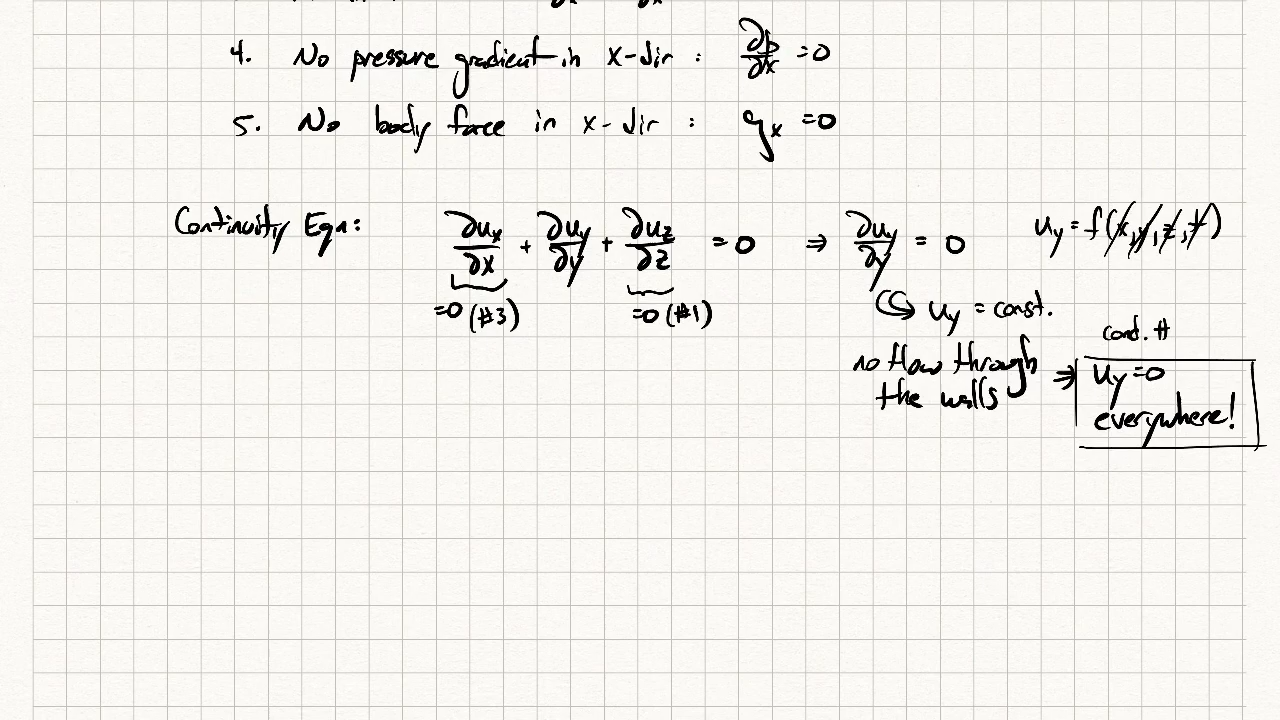 4. No pressure gradient in x-dir : ∂p/∂x =0
5. No body force in x-dir : gx =0
Continuity Eqn: ∂ux/∂x + ∂uy/∂y + ∂uz/∂z = 0 ⇒ ∂uy/∂y = 0 uy = f(x,y,z,t)
=0 (#3) =0 (#1) uy = const.
cond. #
no flow through ⇒ uy =0
the walls everywhere!